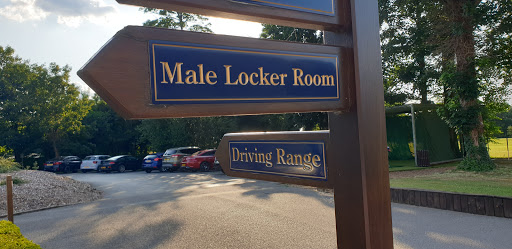 Male Locker Room
Driving Range